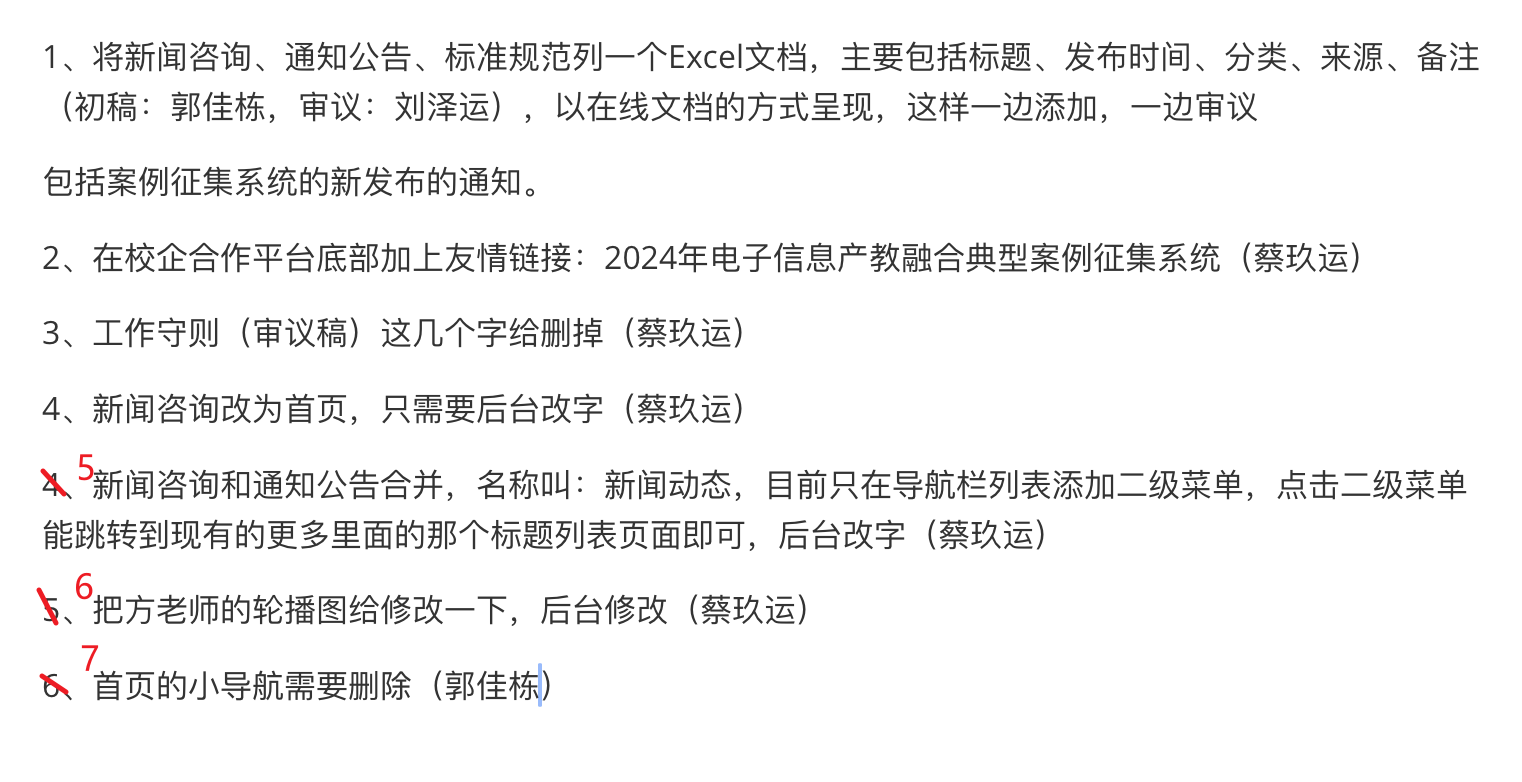 1、将新闻咨询、通知公告、标准规范列一个Excel文档，主要包括标题、发布时间、分类、来源、备注
（初稿：郭佳栋，审议：刘泽运），以在线文档的方式呈现，这样一边添加，一边审议
包括案例征集系统的新发布的通知。
2、在校企合作平台底部加上友情链接：2024年电子信息产教融合典型案例征集系统（蔡玖运）
3、工作守则（审议稿）这几个字给删掉（蔡玖运）
4、新闻咨询改为首页，只需要后台改字（蔡玖运）
4、5新闻咨询和通知公告合并，名称叫：新闻动态，目前只在导航栏列表添加二级菜单，点击二级菜单
能跳转到现有的更多里面的那个标题列表页面即可，后台改字（蔡玖运）
5、6把方老师的轮播图给修改一下，后台修改（蔡玖运）
6、7首页的小导航需要删除（郭佳栋）